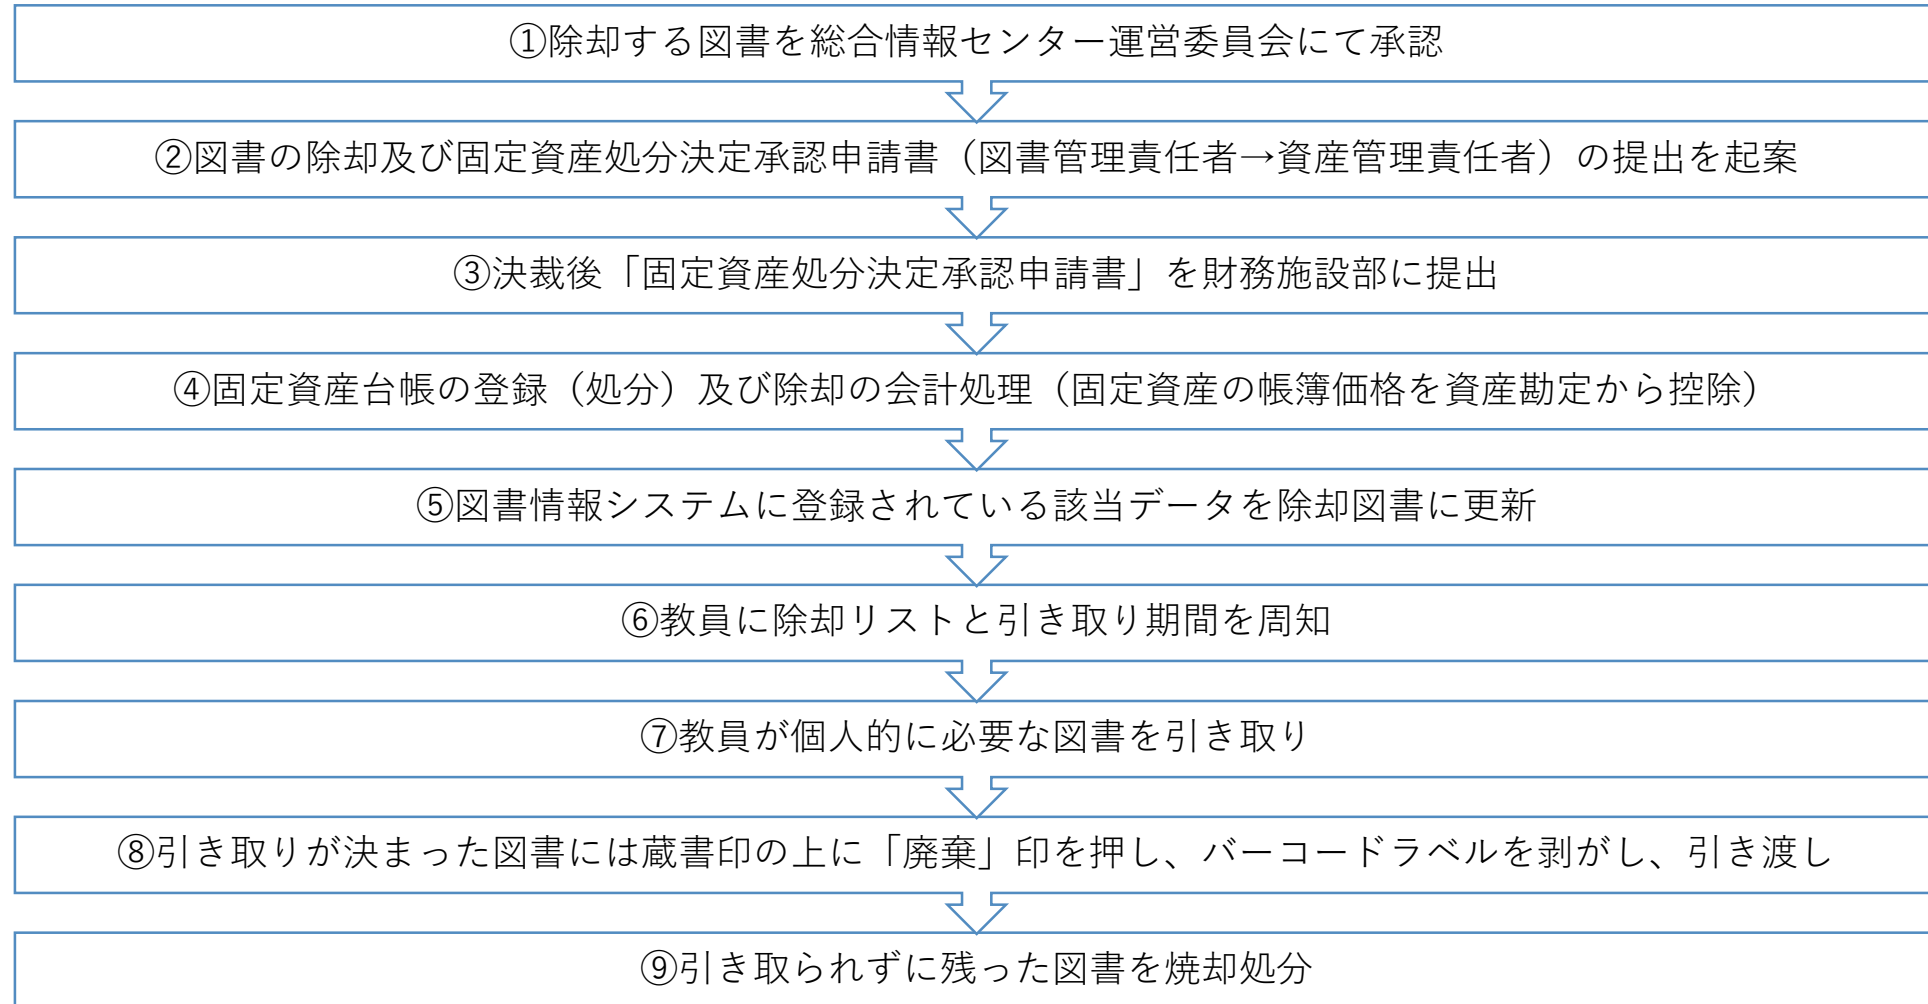 ①除却する図書を総合情報センター運営委員会にて承認
②図書の除却及び固定資産処分決定承認申請書（図書管理責任者→資産管理責任者）の提出を起案
③決裁後「固定資産処分決定承認申請書」を財務施設部に提出
④固定資産台帳の登録（処分）及び除却の会計処理（固定資産の帳簿価格を資産勘定から控除）
⑤図書情報システムに登録されている該当データを除却図書に更新
⑥教員に除却リストと引き取り期間を周知
⑦教員が個人的に必要な図書を引き取り
⑧引き取りが決まった図書には蔵書印の上に「廃棄」印を押し、バーコードラベルを剥がし、引き渡し
⑨引き取られずに残った図書を焼却処分